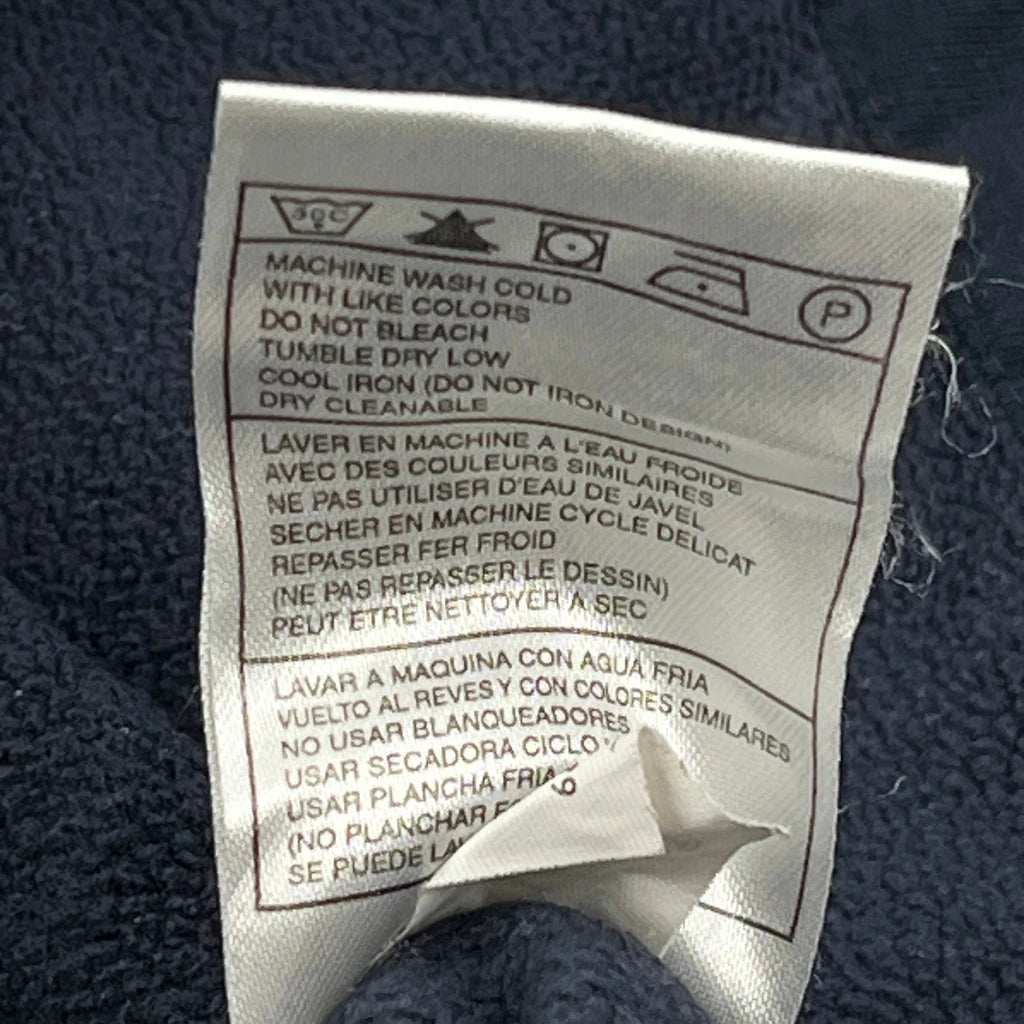 30C
P
MACHINE WASH COLD
WITH LIKE COLORS
DO NOT BLEACH
TUMBLE DRY LOW
COOL IRON (DO NOT IRON DESIGN)
DRY CLEANABLE
LAVER EN MACHINE A L'EAU FROIDE
AVEC DES COULEURS SIMILAIRES
NE PAS UTILISER D'EAU DE JAVEL
SECHER EN MACHINE CYCLE DELICAT
REPASSER FER FROID
(NE PAS REPASSER LE DESSIN)
PEUT ETRE NETTOYER A SEC
LAVAR A MAQUINA CON AGUA FRIA
VUELTO AL REVES Y CON COLORES SIMILARES
NO USAR BLANQUEADORES
USAR SECADORA CICLO
USAR PLANCHA FRIA
(NO PLANCHAR
SE PUEDE